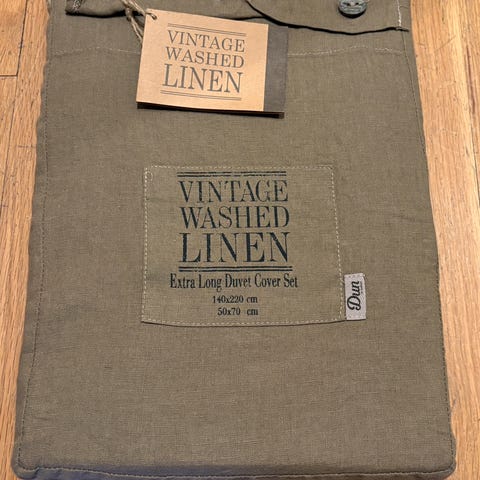 VINTAGE
WASHED
LINEN
VINTAGE
WASHED
LINEN
Extra Long Duvet Cover Set
140x220 cm
50x70 cm
Dun